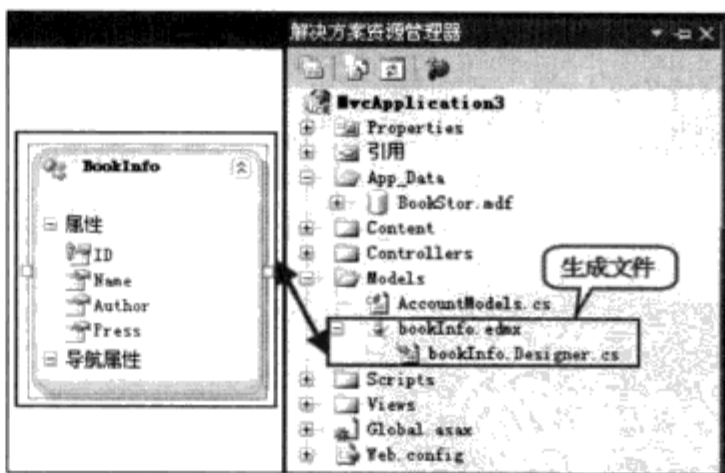 解决方案资源管理器
MvcApplication3
Properties
引用
App_Data
BookStor.mdf
Content
Controllers
Models
AccountModels.cs
bookInfo.edmx
bookInfo.Designer.cs
Scripts
Views
Global.asax
Web.config
生成文件
BookInfo
属性
ID
Name
Author
Press
导航属性